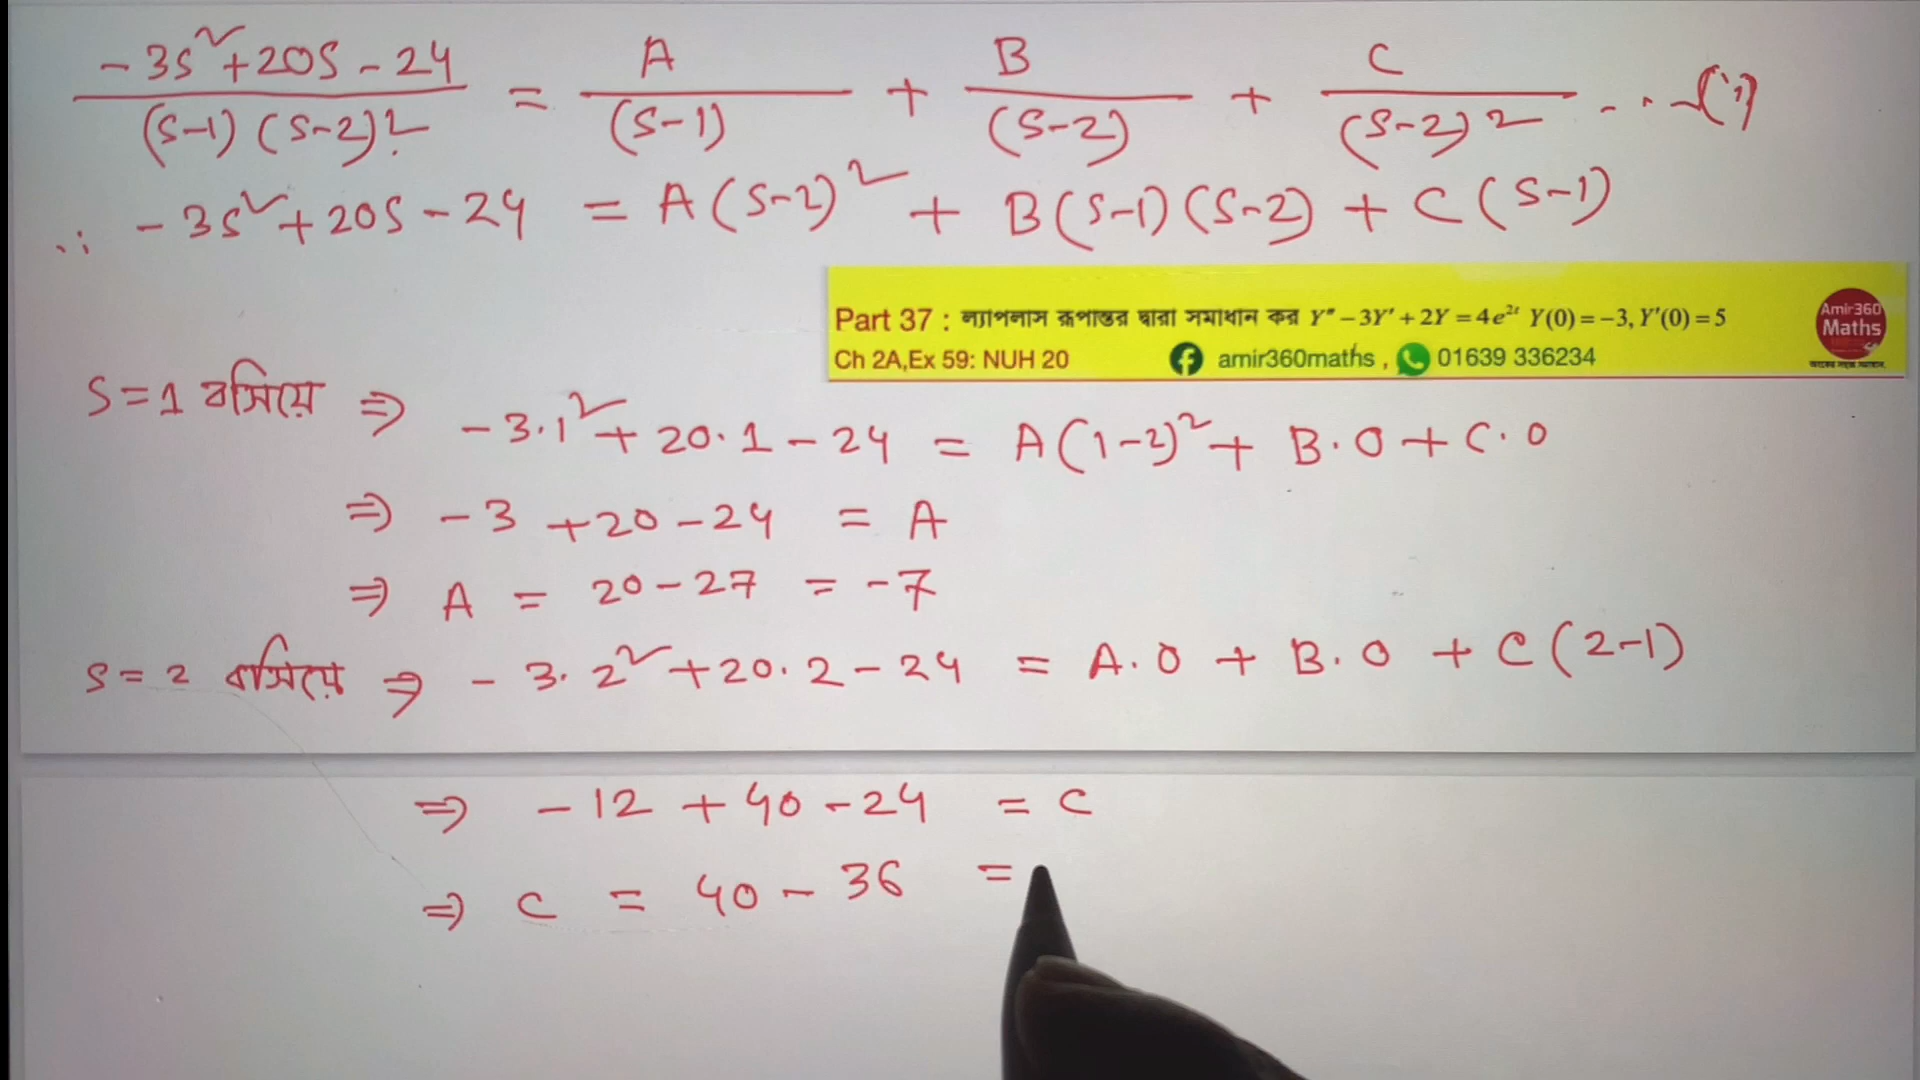 -3s²+20s-24 / (s-1)(s-2)² = A/(s-1) + B/(s-2) + C/(s-2)² ... (1)
∴ -3s²+20s-24 = A(s-2)² + B(s-1)(s-2) + C(s-1)
Part 37 : ল্যাপলাস রূপান্তর দ্বারা সমাধান কর Y″ – 3Y′ + 2Y = 4e²ᵗ Y(0) = –3, Y′(0) = 5
Ch 2A,Ex 59: NUH 20 amir360maths , 01639 336234
Amir360
Maths
s=1 বসিয়ে ⇒ -3.1²+20.1-24 = A(1-2)²+ B.0+C.0
⇒ -3+20-24 = A
⇒ A = 20-27 = -7
s=2 বসিয়ে ⇒ -3.2²+20.2-24 = A.0 + B.0 + C(2-1)
⇒ -12+40-24 = C
⇒ C = 40-36 =